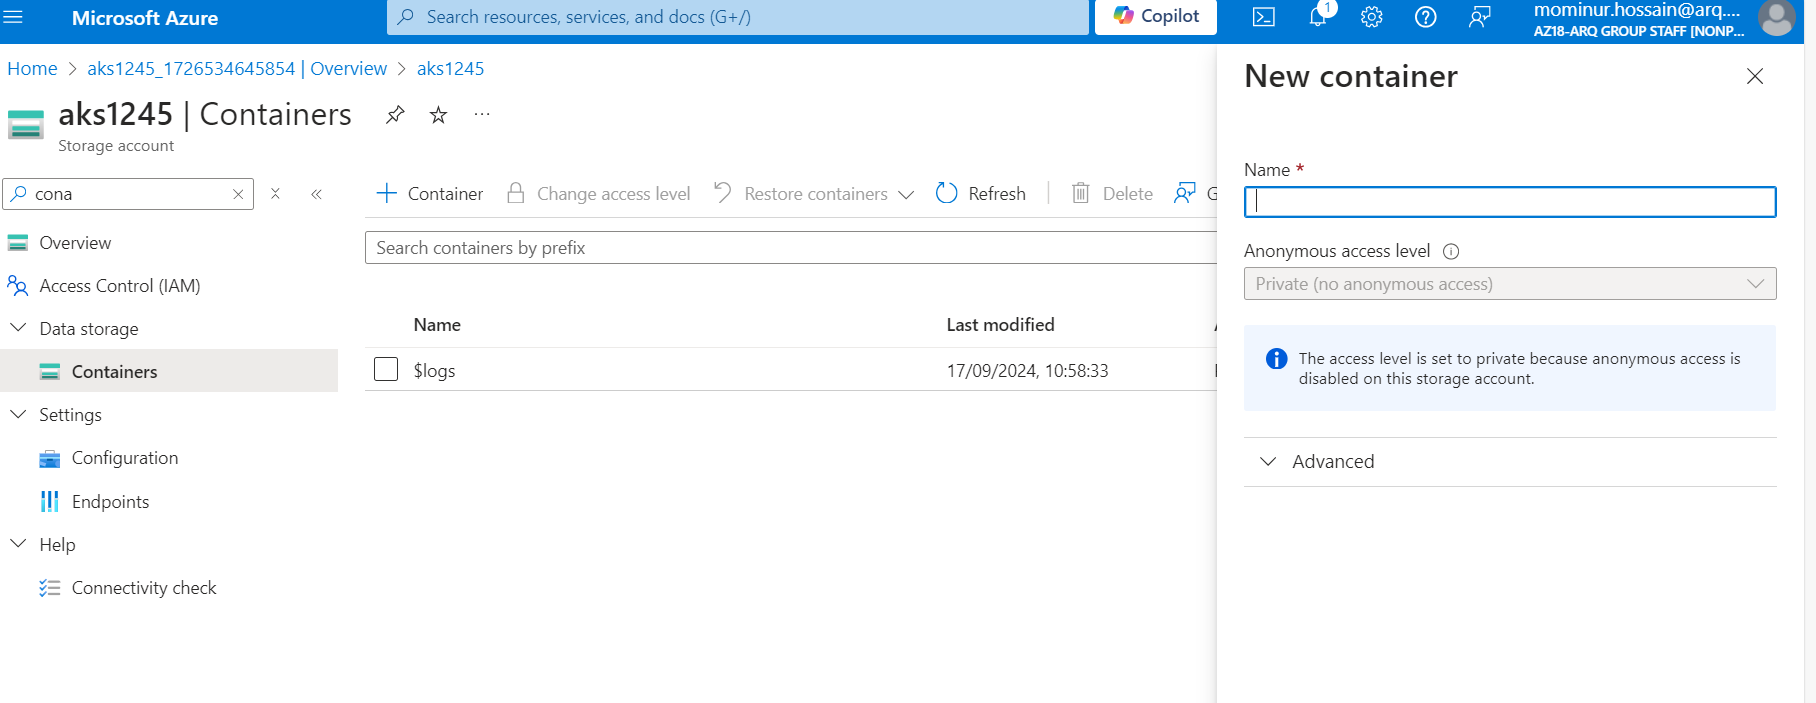 Microsoft Azure
Search resources, services, and docs (G+/)
Copilot
1
mominur.hossain@arq....
AZ18-ARQ GROUP STAFF [NONP...
Home > aks1245_1726534645854 | Overview > aks1245
aks1245 | Containers
Storage account
cona
Overview
Access Control (IAM)
Data storage
Containers
Settings
Configuration
Endpoints
Help
Connectivity check
Container
Change access level
Restore containers
Refresh
Delete
G
Search containers by prefix
Name
Last modified
$logs
17/09/2024, 10:58:33
New container
Name *
Anonymous access level
Private (no anonymous access)
The access level is set to private because anonymous access is
disabled on this storage account.
Advanced